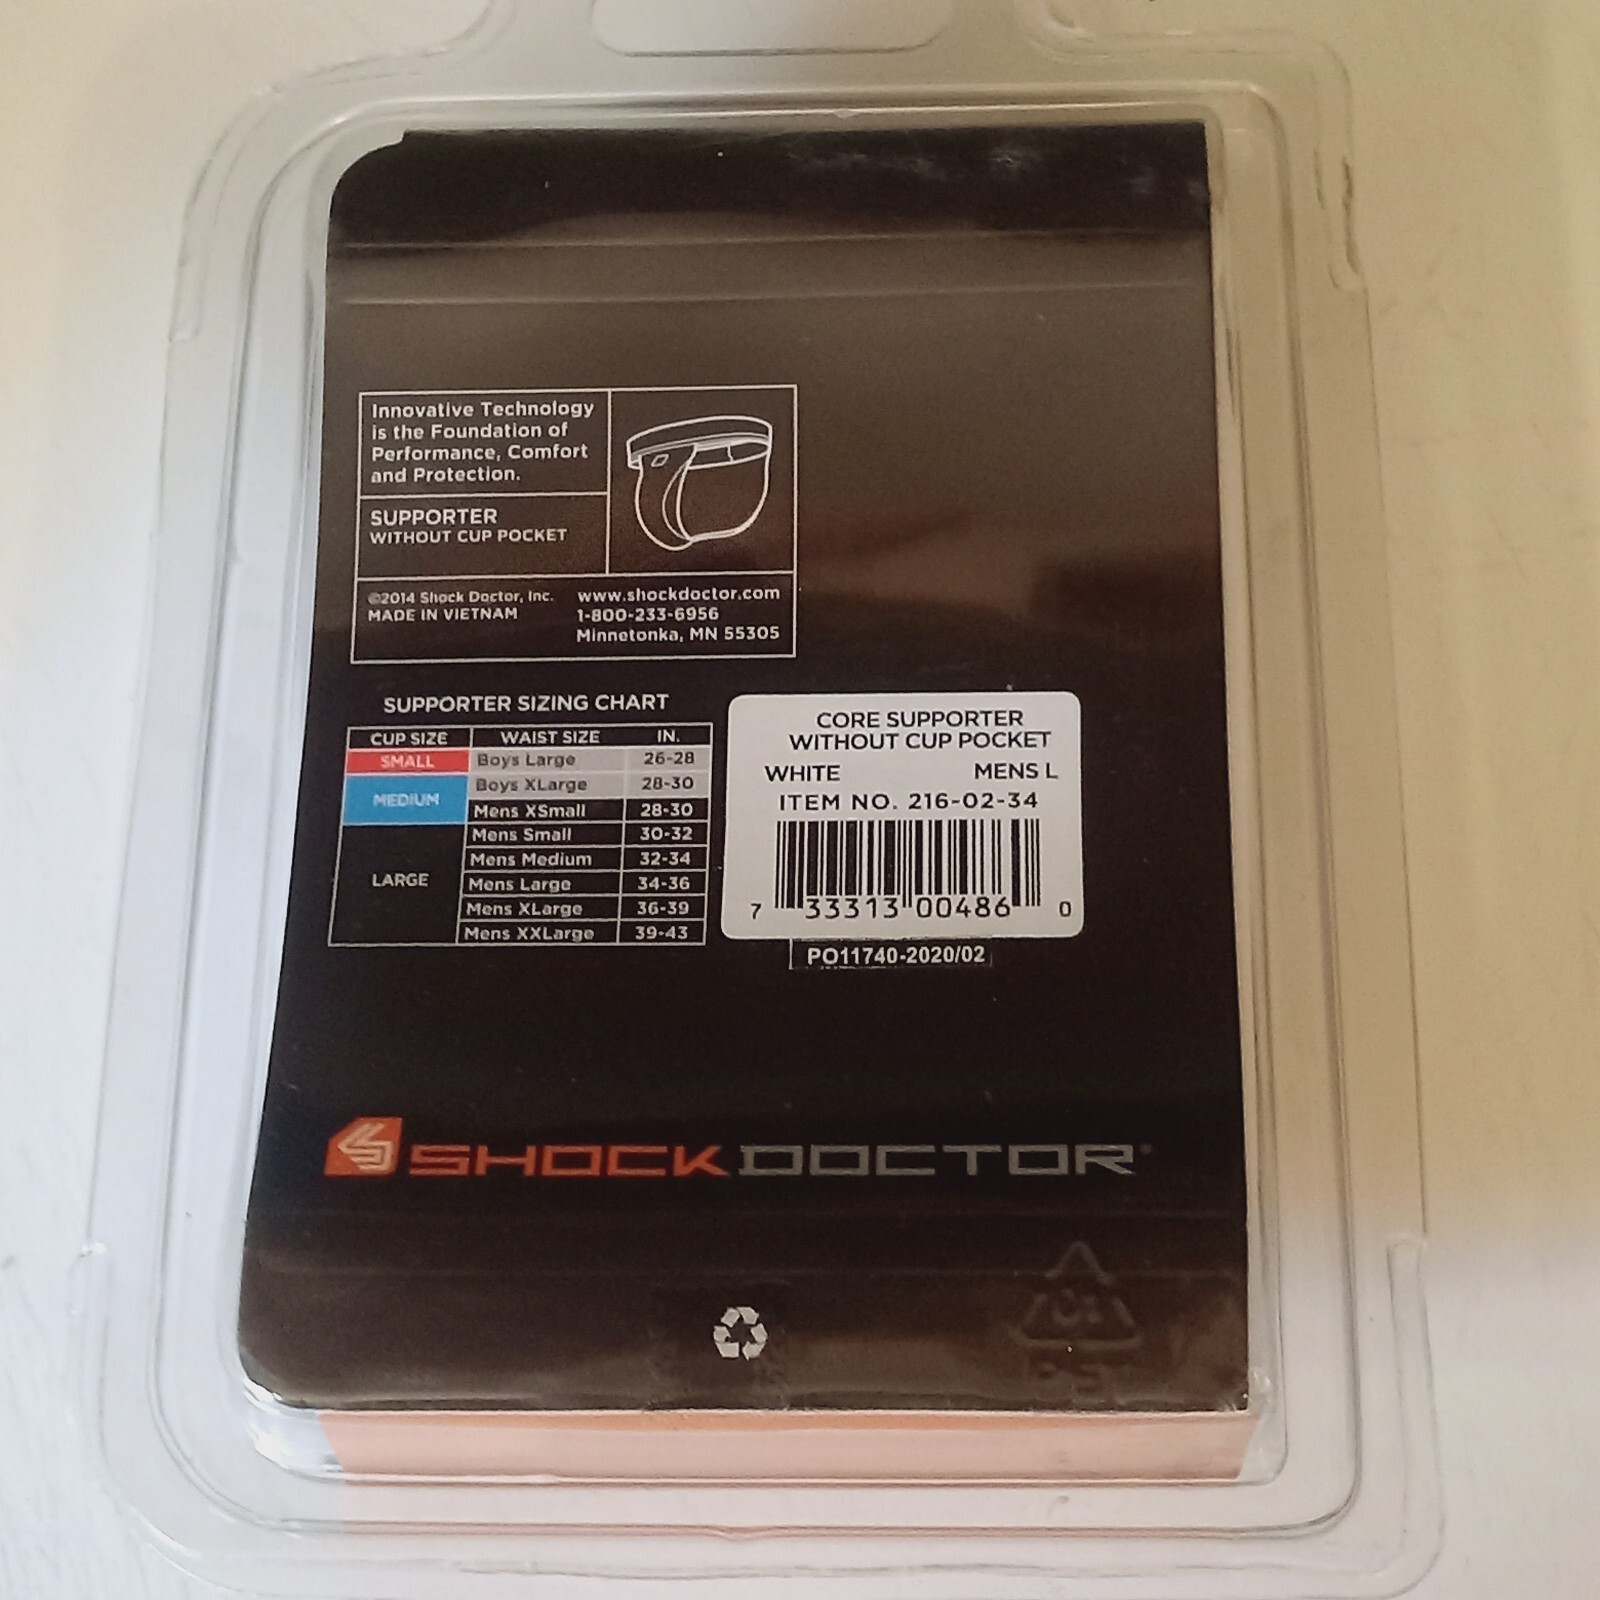 Innovative Technology
is the Foundation of
Performance, Comfort
and Protection.
SUPPORTER
WITHOUT CUP POCKET
©2014 Shock Doctor, Inc.
MADE IN VIETNAM
www.shockdoctor.com
1-800-233-6956
Minnetonka, MN 55305
SUPPORTER SIZING CHART
CUP SIZE WAIST SIZE IN.
SMALL Boys Large 26-28
MEDIUM Boys XLarge 28-30
Mens XSmall 28-30
LARGE Mens Small 30-32
Mens Medium 32-34
Mens Large 34-36
Mens XLarge 36-39
Mens XXLarge 39-43
CORE SUPPORTER
WITHOUT CUP POCKET
WHITE MENS L
ITEM NO. 216-02-34
7 33313 00486 0
PO11740-2020/02
SHOCK DOCTOR